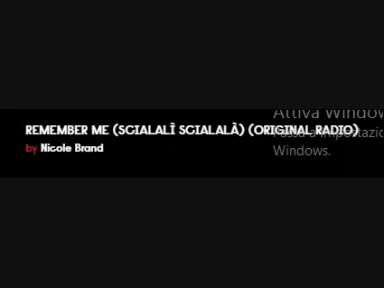 Attiva Window
REMEMBER ME (SCIALALÌ SCIALALÀ) (ORIGINAL RADIO)
by Nicole Brand
Windows.